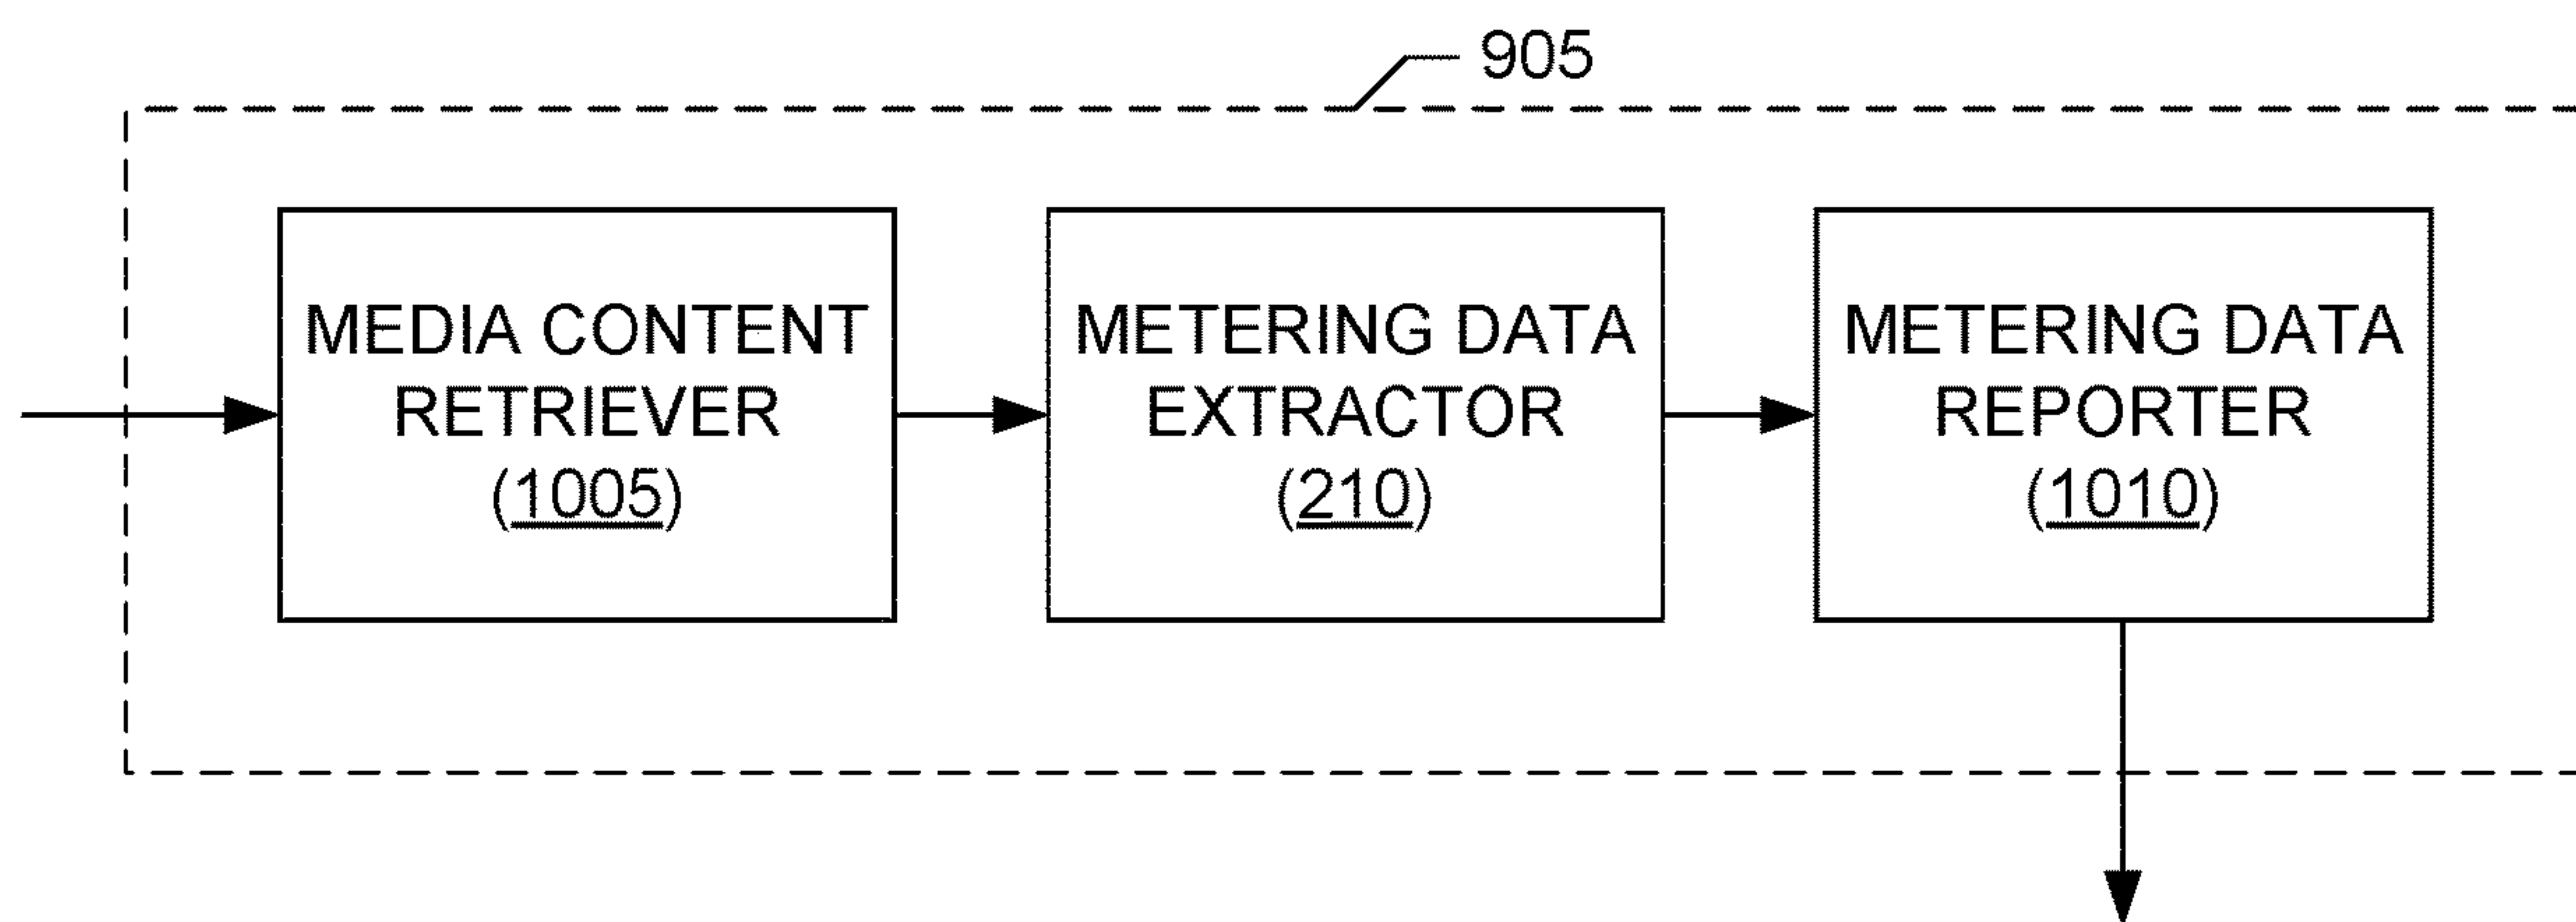 905
MEDIA CONTENT
RETRIEVER
(1005)
METERING DATA
EXTRACTOR
(210)
METERING DATA
REPORTER
(1010)